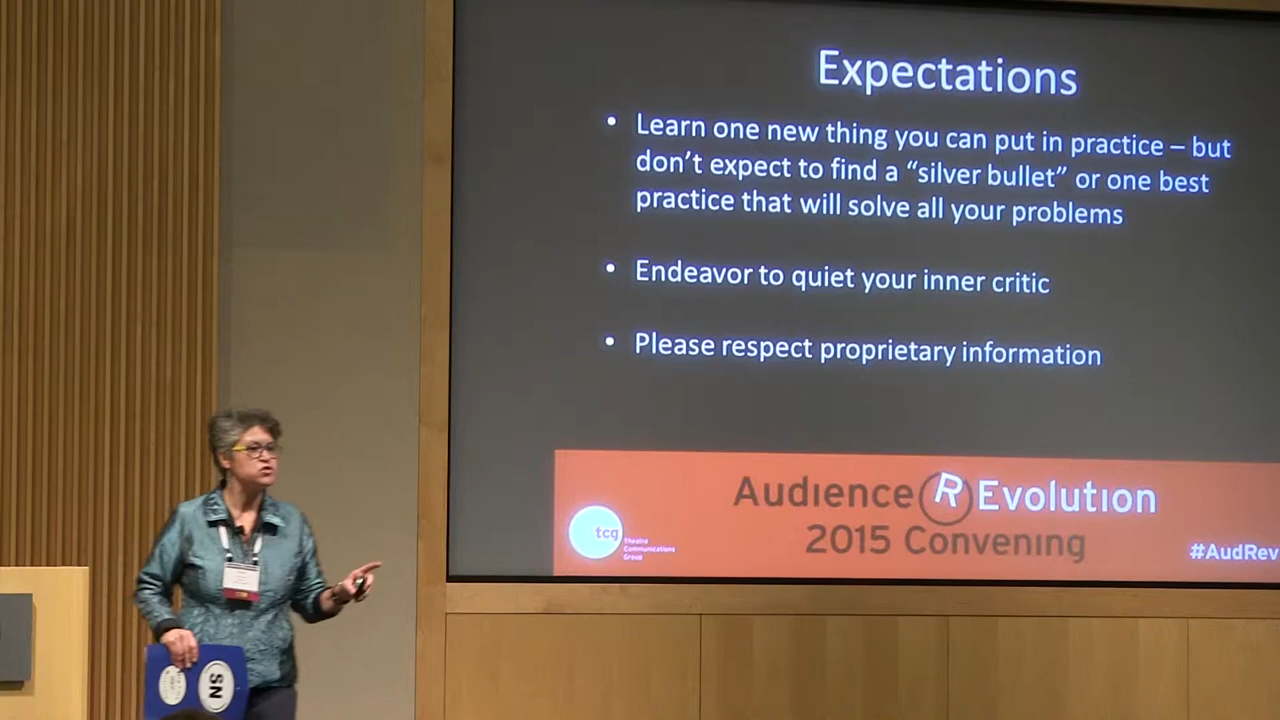 Expectations
• Learn one new thing you can put in practice – but
don't expect to find a “silver bullet” or one best
practice that will solve all your problems
• Endeavor to quiet your inner critic
• Please respect proprietary information
Audience R Evolution
2015 Convening
tcg
Theatre
Communications
Group
#AudRev
SN